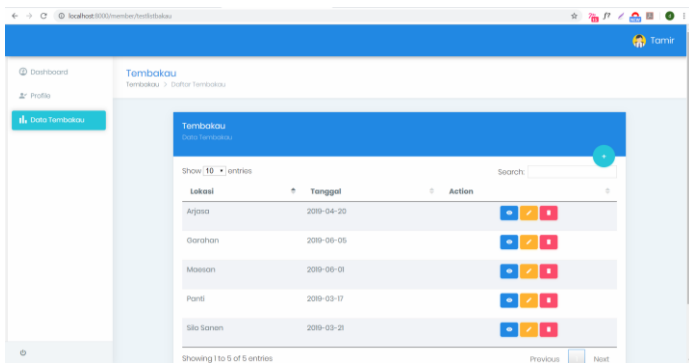 localhost:8000/member/testlistbakau
Tamir
Dashboard
Profile
Data Tembakau
Tembakau
Tembakau > Daftar Tembakau
Tembakau
Data Tembakau
+
Show 10 entries
Search:
Lokasi Tanggal Action
Arjasa 2019-04-20
Garahan 2019-06-05
Maesan 2019-06-01
Panti 2019-03-17
Silo Sanen 2019-03-21
Showing 1 to 5 of 5 entries
Previous Next